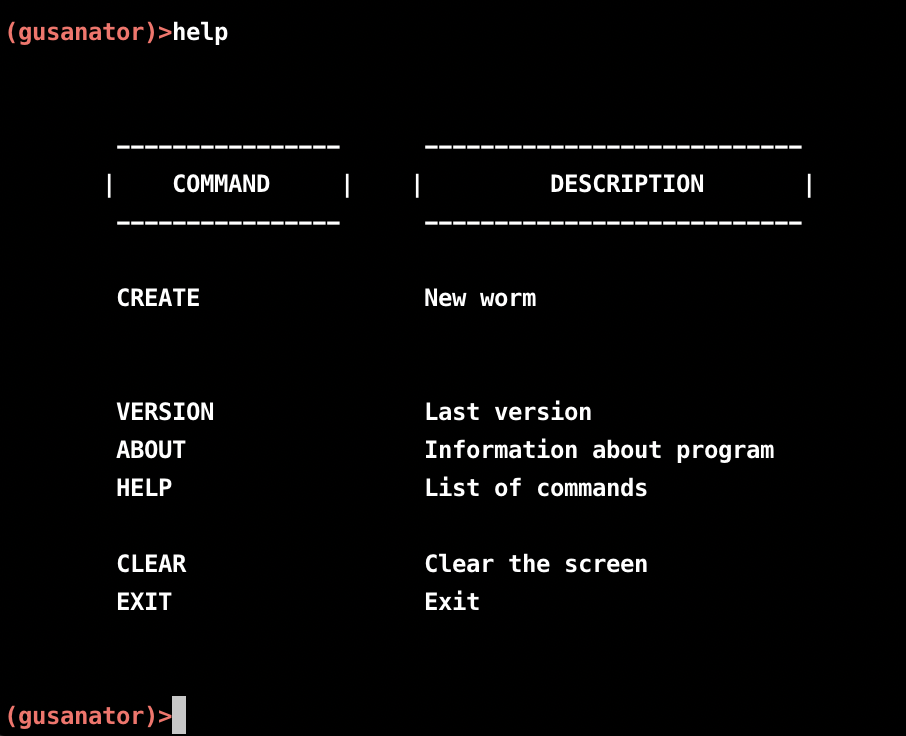 (gusanator)>help
---------------- ---------------------------
| COMMAND | | DESCRIPTION |
---------------- ---------------------------
CREATE New worm
VERSION Last version
ABOUT Information about program
HELP List of commands
CLEAR Clear the screen
EXIT Exit
(gusanator)>